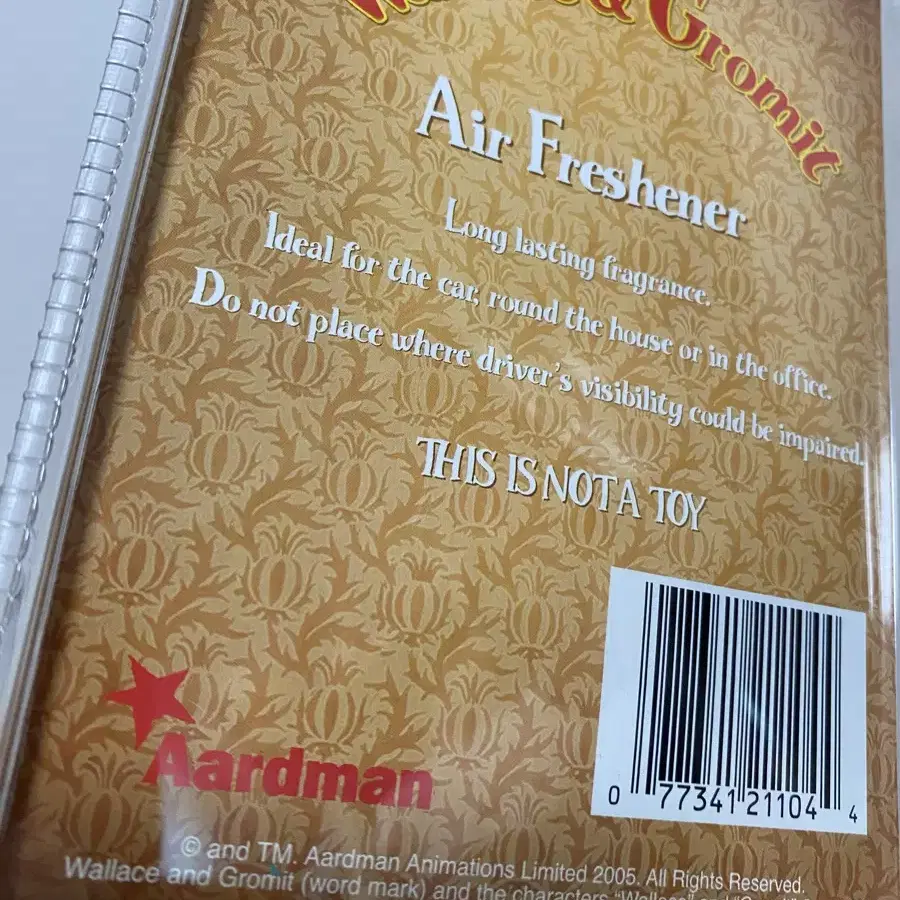 & Gromit
Air Freshener
Long lasting fragrance.
Ideal for the car, round the house or in the office.
Do not place where driver's visibility could be impaired.
THIS IS NOT A TOY
Aardman
0 77341 21104 4
© and TM. Aardman Animations Limited 2005. All Rights Reserved.
Wallace and Gromit (word mark) and the characters "Wallace" and